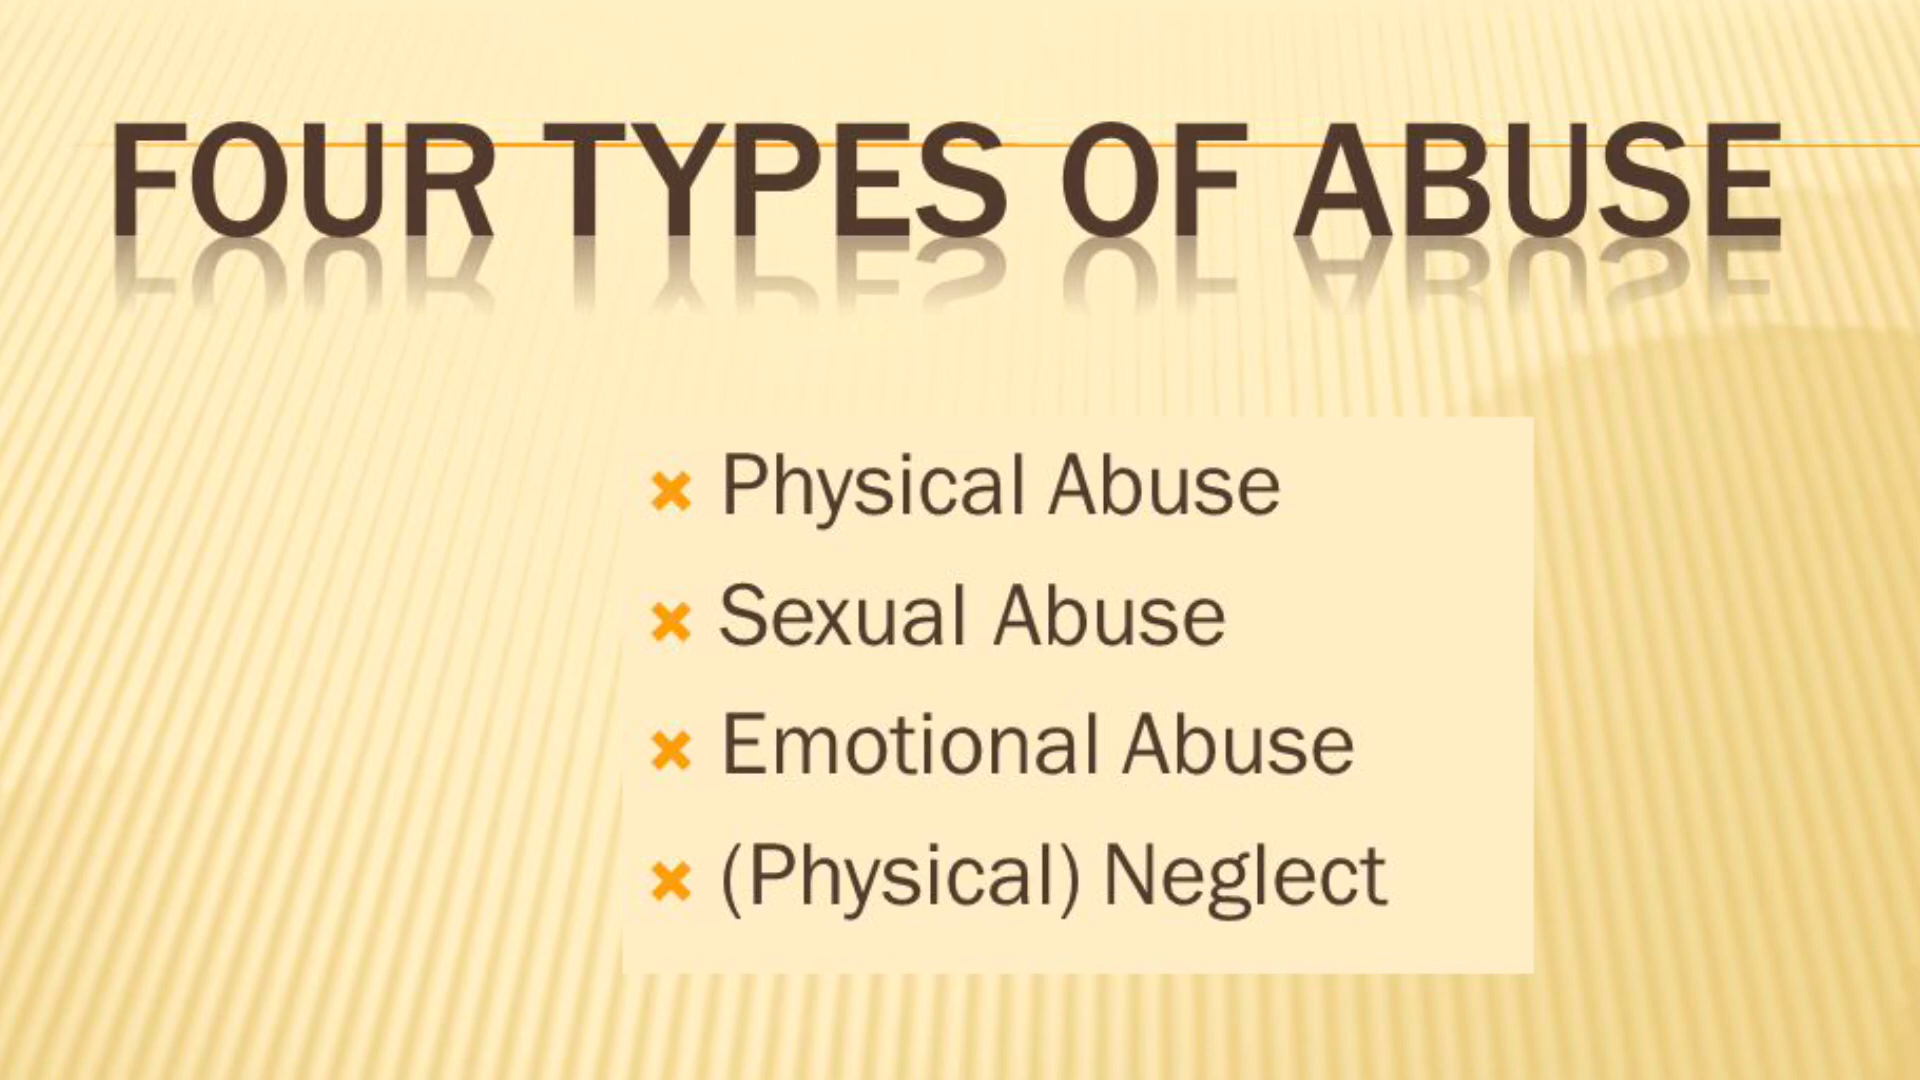 FOUR TYPES OF ABUSE
Physical Abuse
Sexual Abuse
Emotional Abuse
(Physical) Neglect